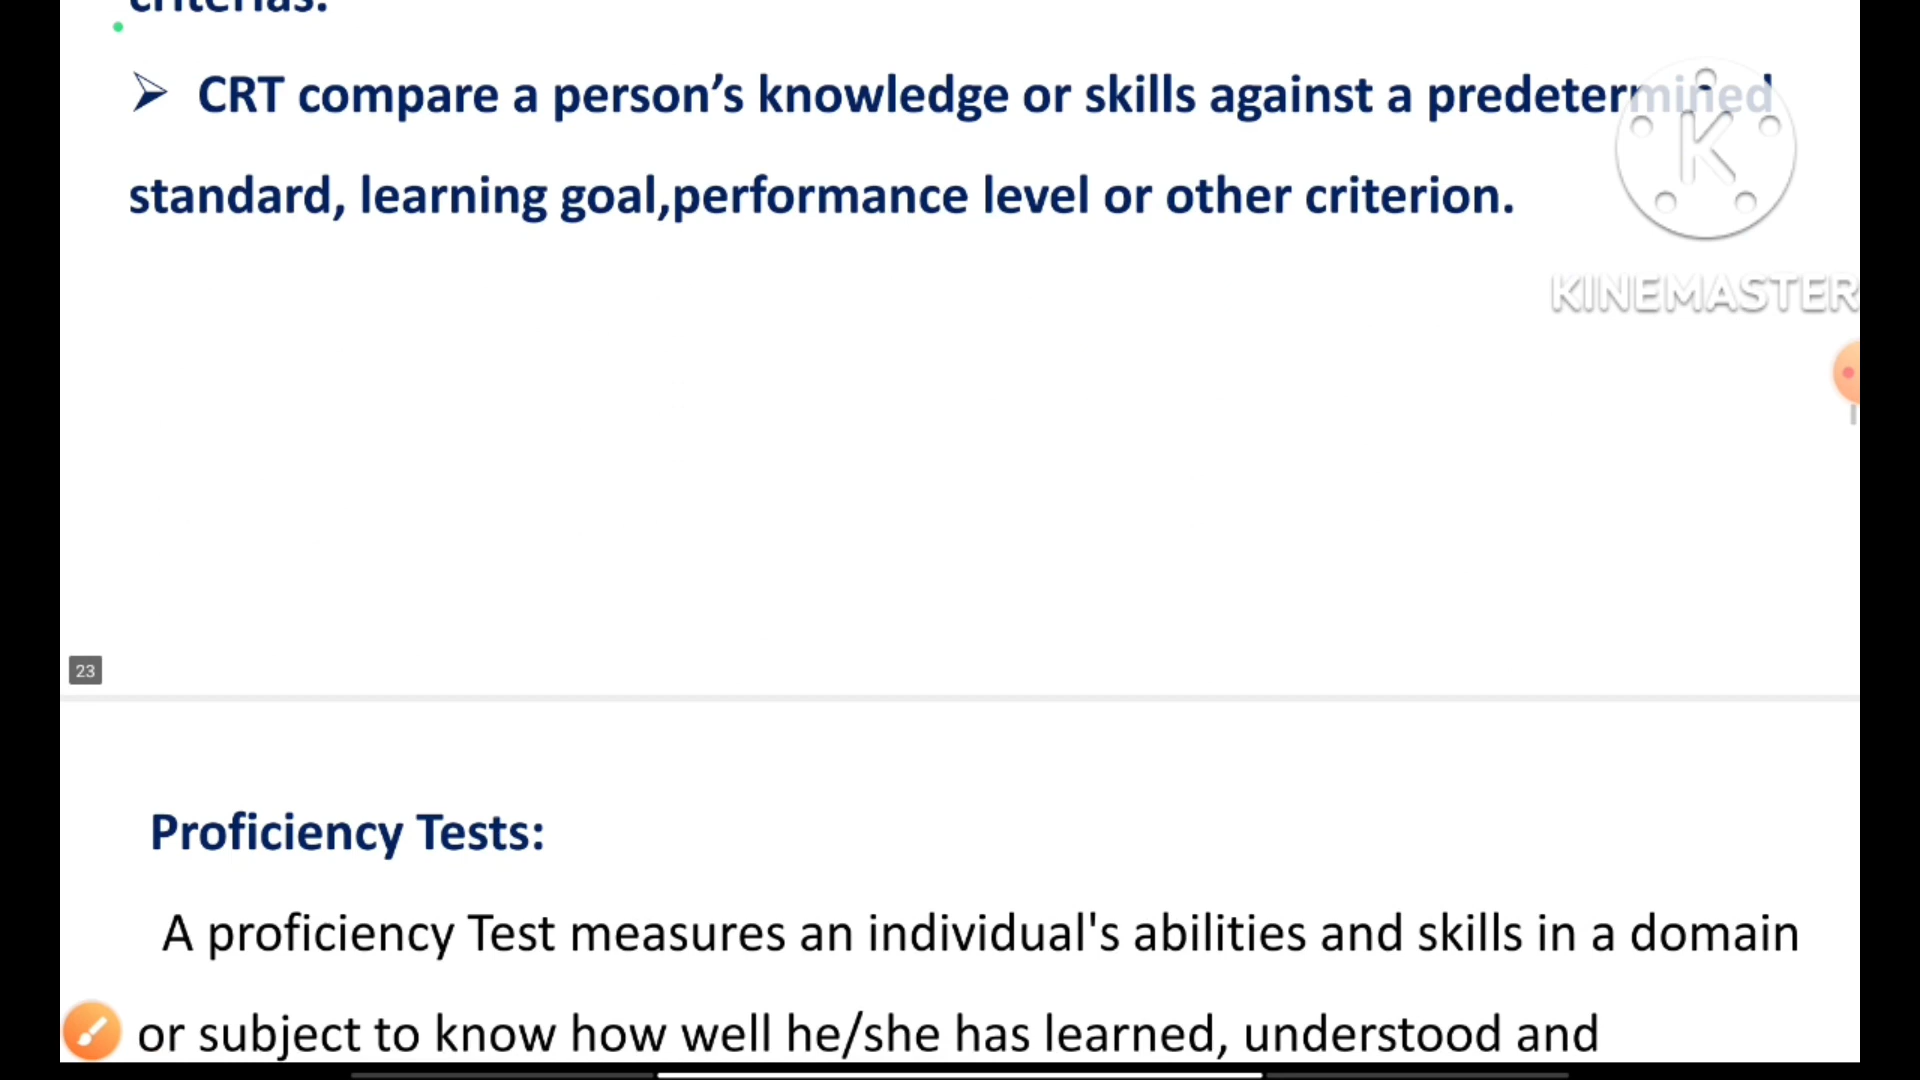 criterias.
➢ CRT compare a person’s knowledge or skills against a predetermined
standard, learning goal,performance level or other criterion.
K
KINEMASTER
23
Proficiency Tests:
A proficiency Test measures an individual's abilities and skills in a domain
or subject to know how well he/she has learned, understood and